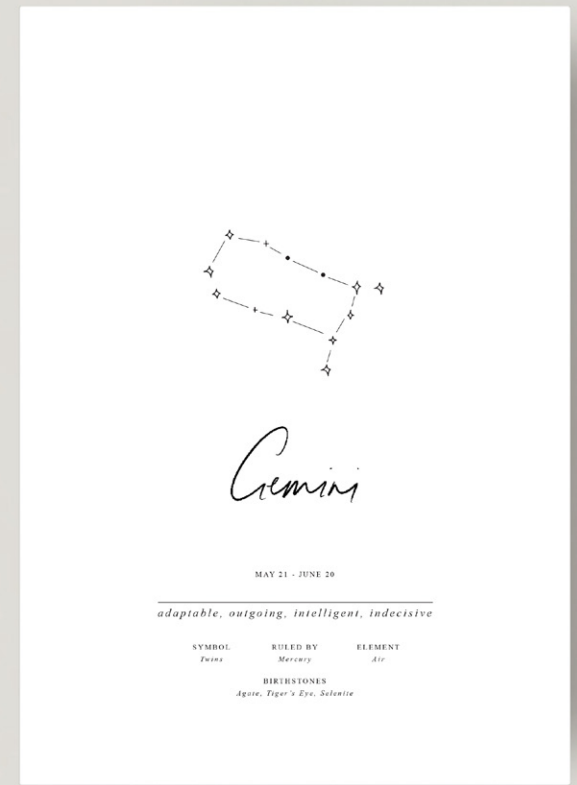 Gemini
MAY 21 - JUNE 20
adaptable, outgoing, intelligent, indecisive
SYMBOL RULED BY ELEMENT
Twins Mercury Air
BIRTHSTONES
Agate, Tiger's Eye, Selenite